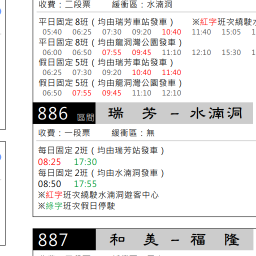 收費：二段票　　緩衝區：水湳洞
平日固定8班（均由瑞芳車站發車）　※紅字班次繞駛
05:40　06:25　07:30　09:20　10:40　11:40　15:05
平日固定8班（均由龍洞灣公園發車）
06:00　06:50　07:55　09:45　11:10　12:10　15:30
假日固定5班（均由瑞芳車站發車）
06:25　07:30　09:20　10:40　11:40
假日固定5班（均由龍洞灣公園發車）
06:50　07:55　09:45　11:10　12:10
886 區間　瑞 芳 – 水湳洞
收費：一段票　　緩衝區：無
每日固定2班（均由瑞芳站發車）
08:25　17:30
每日固定2班（均由水湳洞發車）
08:50　17:55
※紅字班次繞駛水湳洞遊客中心
※綠字班次假日停駛
887　和 美 – 福 隆